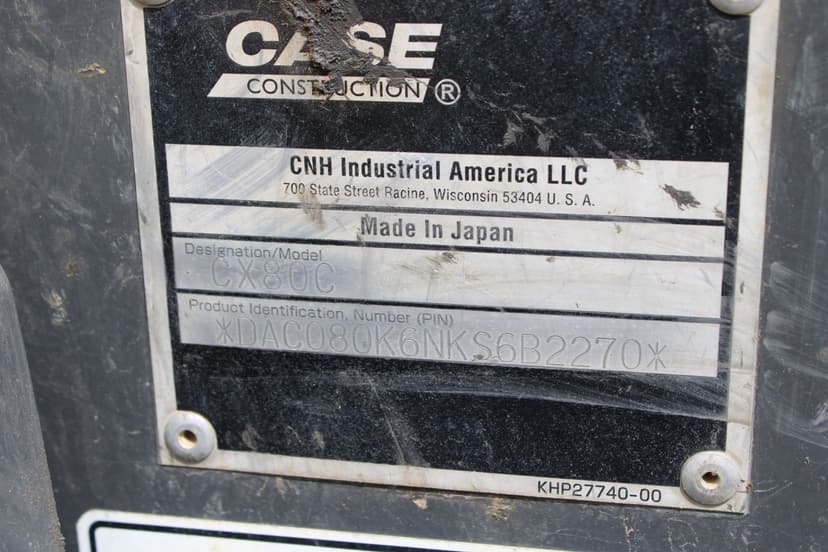 CASE
CONSTRUCTION ®
CNH Industrial America LLC
700 State Street Racine, Wisconsin 53404 U. S. A.
Made In Japan
Designation/Model
CX80C
Product Identification. Number (PIN)
*DAC080K6NKS6B2270*
KHP27740-00